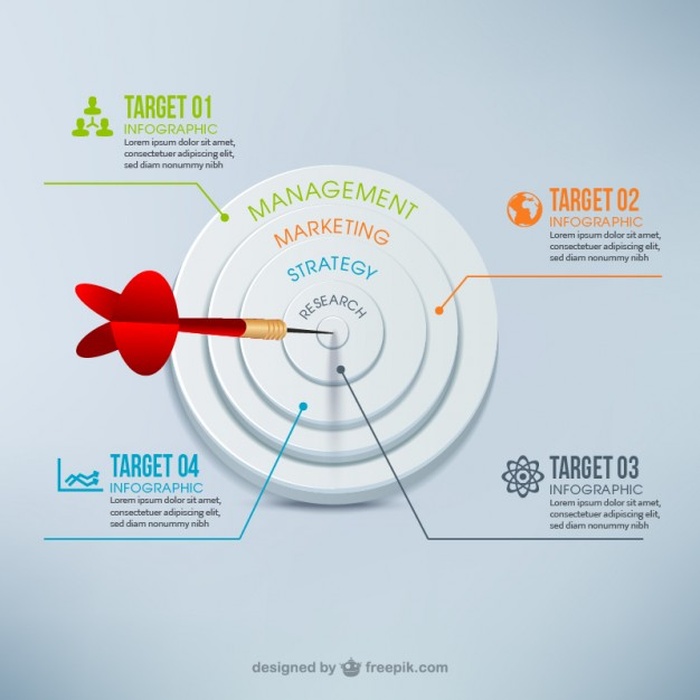 TARGET 01
INFOGRAPHIC
Lorem ipsum dolor sit amet,
consectetuer adipiscing elit,
sed diam nonummy nibh
TARGET 02
INFOGRAPHIC
Lorem ipsum dolor sit amet,
consectetuer adipiscing elit,
sed diam nonummy nibh
MANAGEMENT
MARKETING
STRATEGY
RESEARCH
TARGET 04
INFOGRAPHIC
Lorem ipsum dolor sit amet,
consectetuer adipiscing elit,
sed diam nonummy nibh
TARGET 03
INFOGRAPHIC
Lorem ipsum dolor sit amet,
consectetuer adipiscing elit,
sed diam nonummy nibh
designed by freepik.com